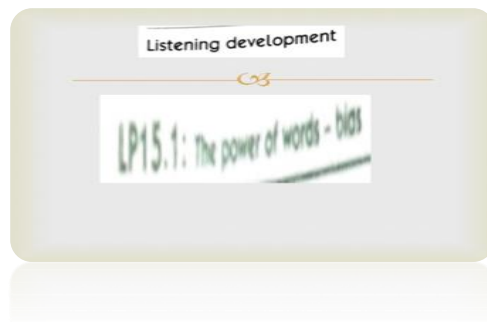 Listening development
LP15.1: The power of words – bias